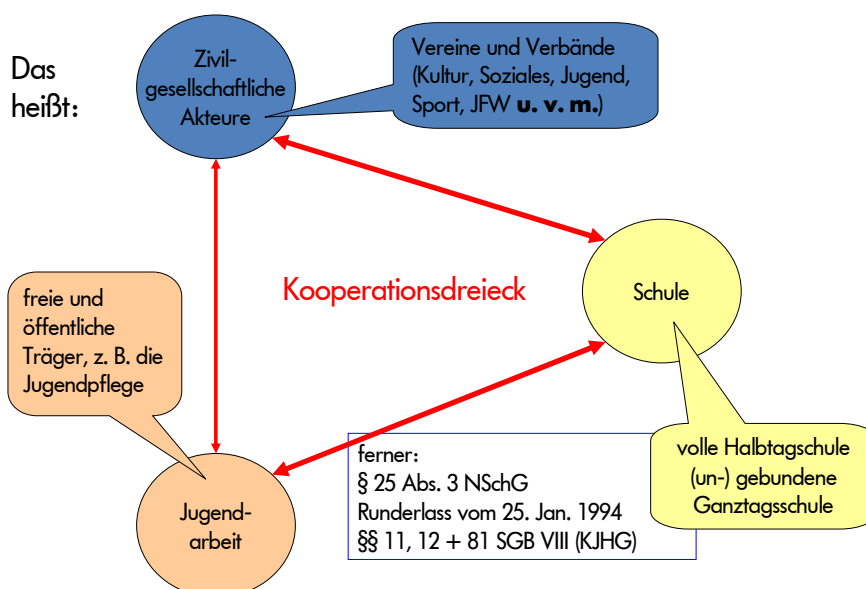 Das
heißt:
Zivil-
gesellschaftliche
Akteure
Vereine und Verbände
(Kultur, Soziales, Jugend,
Sport, JFW u. v. m.)
Kooperationsdreieck
Schule
freie und
öffentliche
Träger, z. B. die
Jugendpflege
volle Halbtagschule
(un-) gebundene
Ganztagsschule
ferner:
§ 25 Abs. 3 NSchG
Runderlass vom 25. Jan. 1994
§§ 11, 12 + 81 SGB VIII (KJHG)
Jugend-
arbeit